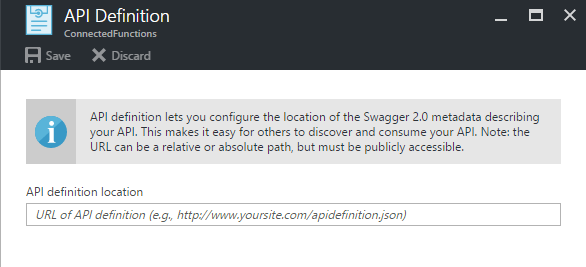 API Definition
ConnectedFunctions
Save Discard
API definition lets you configure the location of the Swagger 2.0 metadata describing
your API. This makes it easy for others to discover and consume your API. Note: the
URL can be a relative or absolute path, but must be publicly accessible.
API definition location
URL of API definition (e.g., http://www.yoursite.com/apidefinition.json)